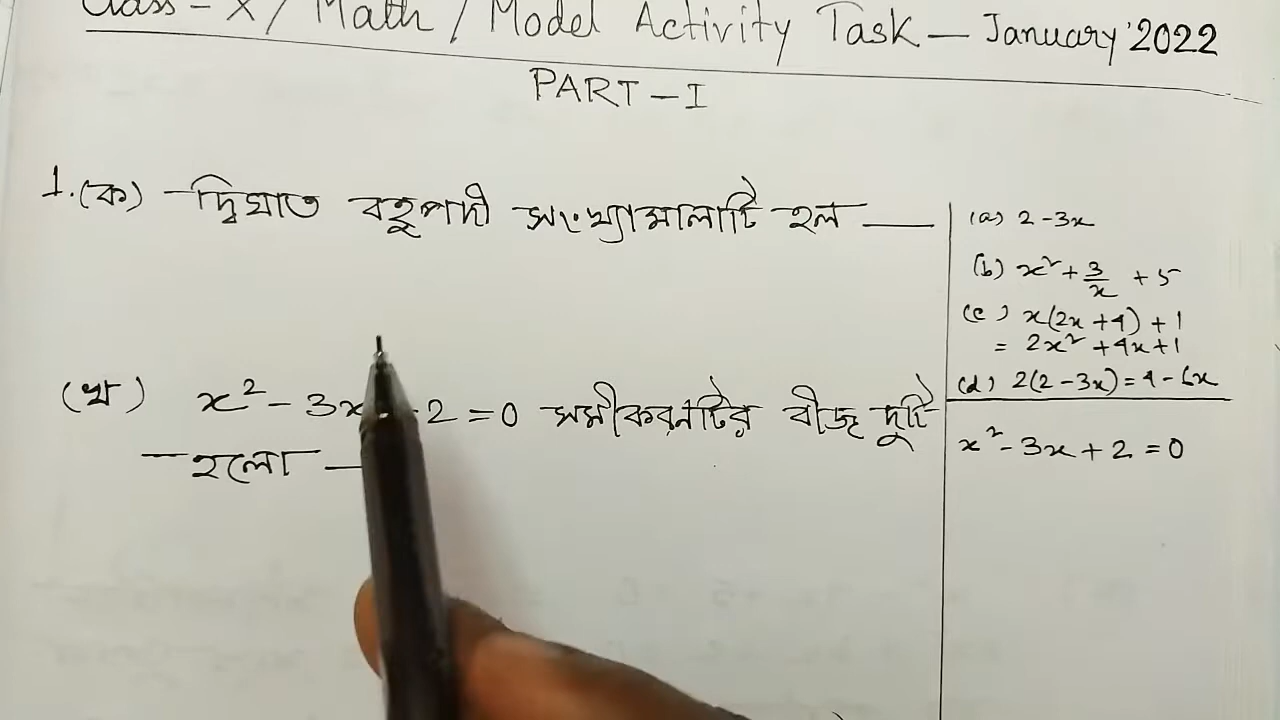 Class - X / Math / Model Activity Task — January '2022
PART - I
1. (ক) দ্বিঘাত বহুপদী সংখ্যামালাটি হল —
(a) 2 - 3x
(b) x² + 3/x + 5
(c) x(2x + 4) + 1
= 2x² + 4x + 1
(d) 2(2 - 3x) = 4 - 6x
(খ) x² - 3x + 2 = 0 সমীকরণটির বীজ দুটি
হলো —
x² - 3x + 2 = 0